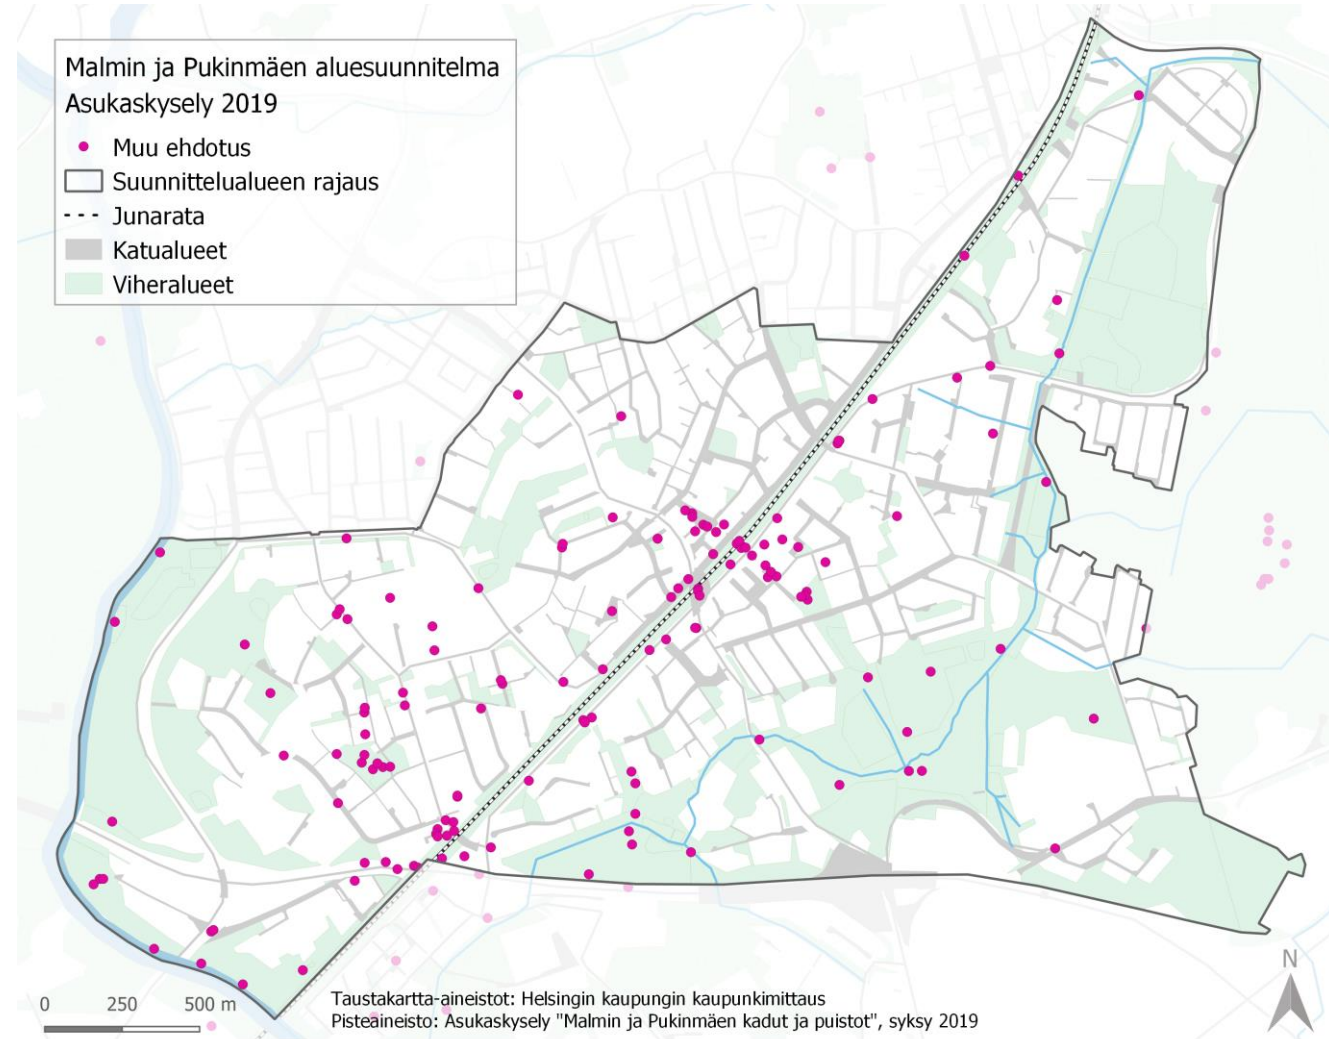 Malmin ja Pukinmäen aluesuunnitelma
Asukaskysely 2019
Muu ehdotus
Suunnittelualueen rajaus
Junarata
Katualueet
Viheralueet
N
0 250 500 m
Taustakartta-aineistot: Helsingin kaupungin kaupunkimittaus
Pisteaineisto: Asukaskysely "Malmin ja Pukinmäen kadut ja puistot", syksy 2019